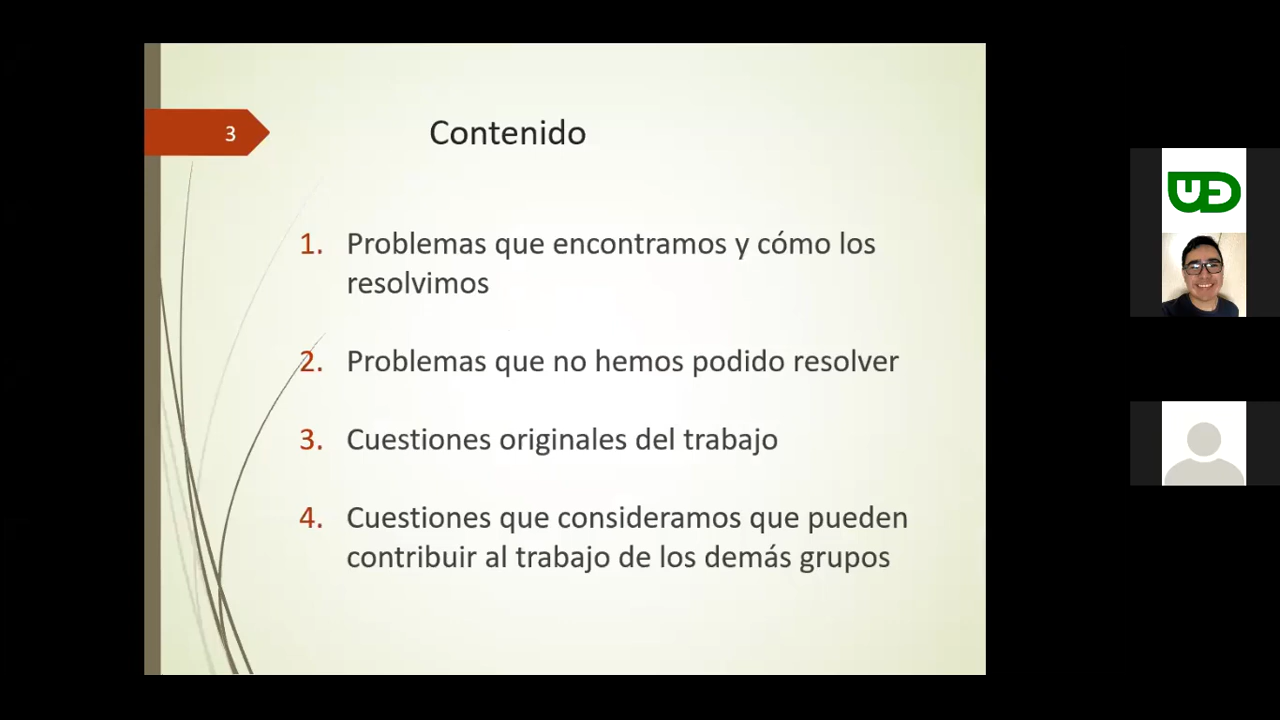 3
Contenido
1. Problemas que encontramos y cómo los
resolvimos
2. Problemas que no hemos podido resolver
3. Cuestiones originales del trabajo
4. Cuestiones que consideramos que pueden
contribuir al trabajo de los demás grupos